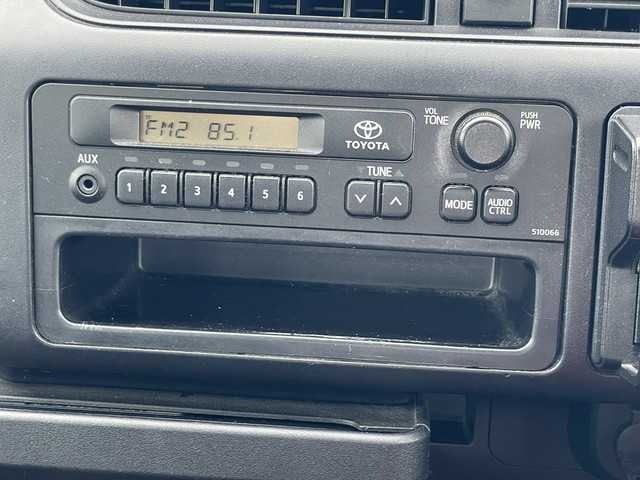 FM2 85.1
TOYOTA
VOL
TONE
PUSH
PWR
AUX
1 2 3 4 5 6
TUNE
MODE
AUDIO
CTRL
510066